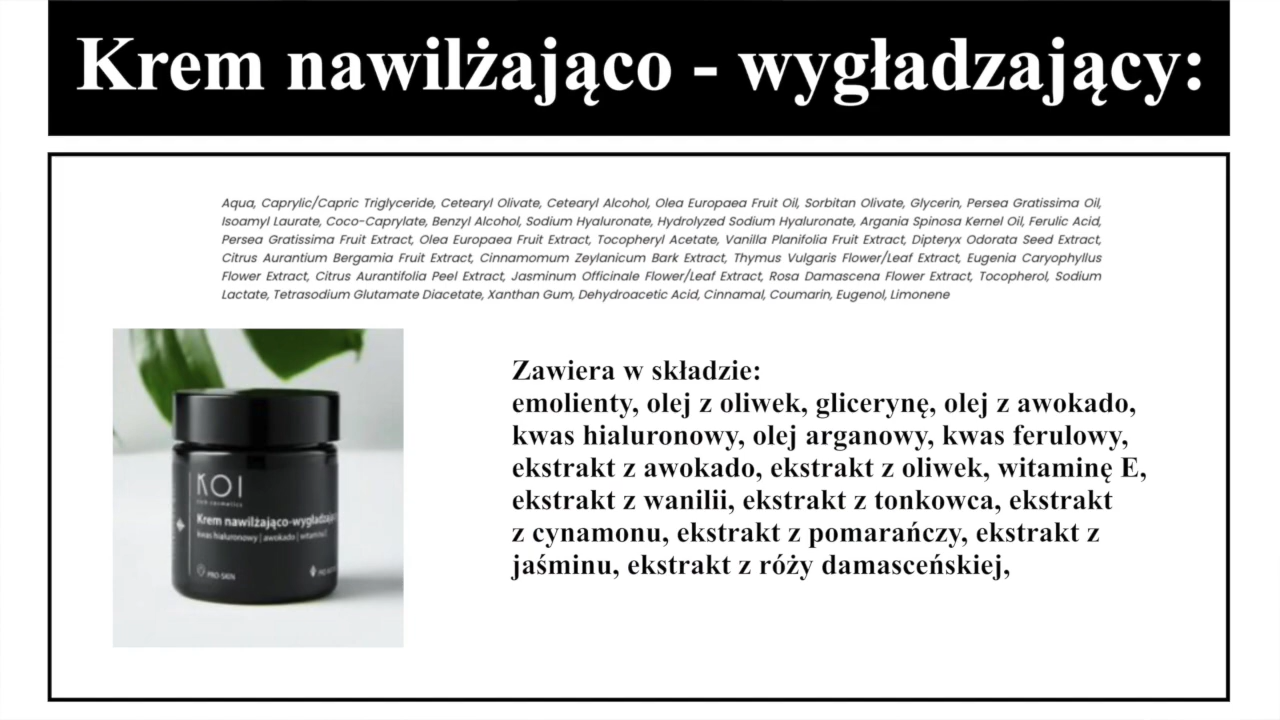 Krem nawilżająco - wygładzający:
Aqua, Caprylic/Capric Triglyceride, Cetearyl Olivate, Cetearyl Alcohol, Olea Europaea Fruit Oil, Sorbitan Olivate, Glycerin, Persea Gratissima Oil,
Isoamyl Laurate, Coco-Caprylate, Benzyl Alcohol, Sodium Hyaluronate, Hydrolyzed Sodium Hyaluronate, Argania Spinosa Kernel Oil, Ferulic Acid,
Persea Gratissima Fruit Extract, Olea Europaea Fruit Extract, Tocopheryl Acetate, Vanilla Planifolia Fruit Extract, Dipteryx Odorata Seed Extract,
Citrus Aurantium Bergamia Fruit Extract, Cinnamomum Zeylanicum Bark Extract, Thymus Vulgaris Flower/Leaf Extract, Eugenia Caryophyllus
Flower Extract, Citrus Aurantifolia Peel Extract, Jasminum Officinale Flower/Leaf Extract, Rosa Damascena Flower Extract, Tocopherol, Sodium
Lactate, Tetrasodium Glutamate Diacetate, Xanthan Gum, Dehydroacetic Acid, Cinnamal, Coumarin, Eugenol, Limonene
Zawiera w składzie:
emolienty, olej z oliwek, glicerynę, olej z awokado,
kwas hialuronowy, olej arganowy, kwas ferulowy,
ekstrakt z awokado, ekstrakt z oliwek, witaminę E,
ekstrakt z wanilii, ekstrakt z tonkowca, ekstrakt
z cynamonu, ekstrakt z pomarańczy, ekstrakt z
jaśminu, ekstrakt z róży damasceńskiej,
KOI
Krem nawilżająco-wygładzając
kwas hialuronowy | awokado |
PRO-SKIN